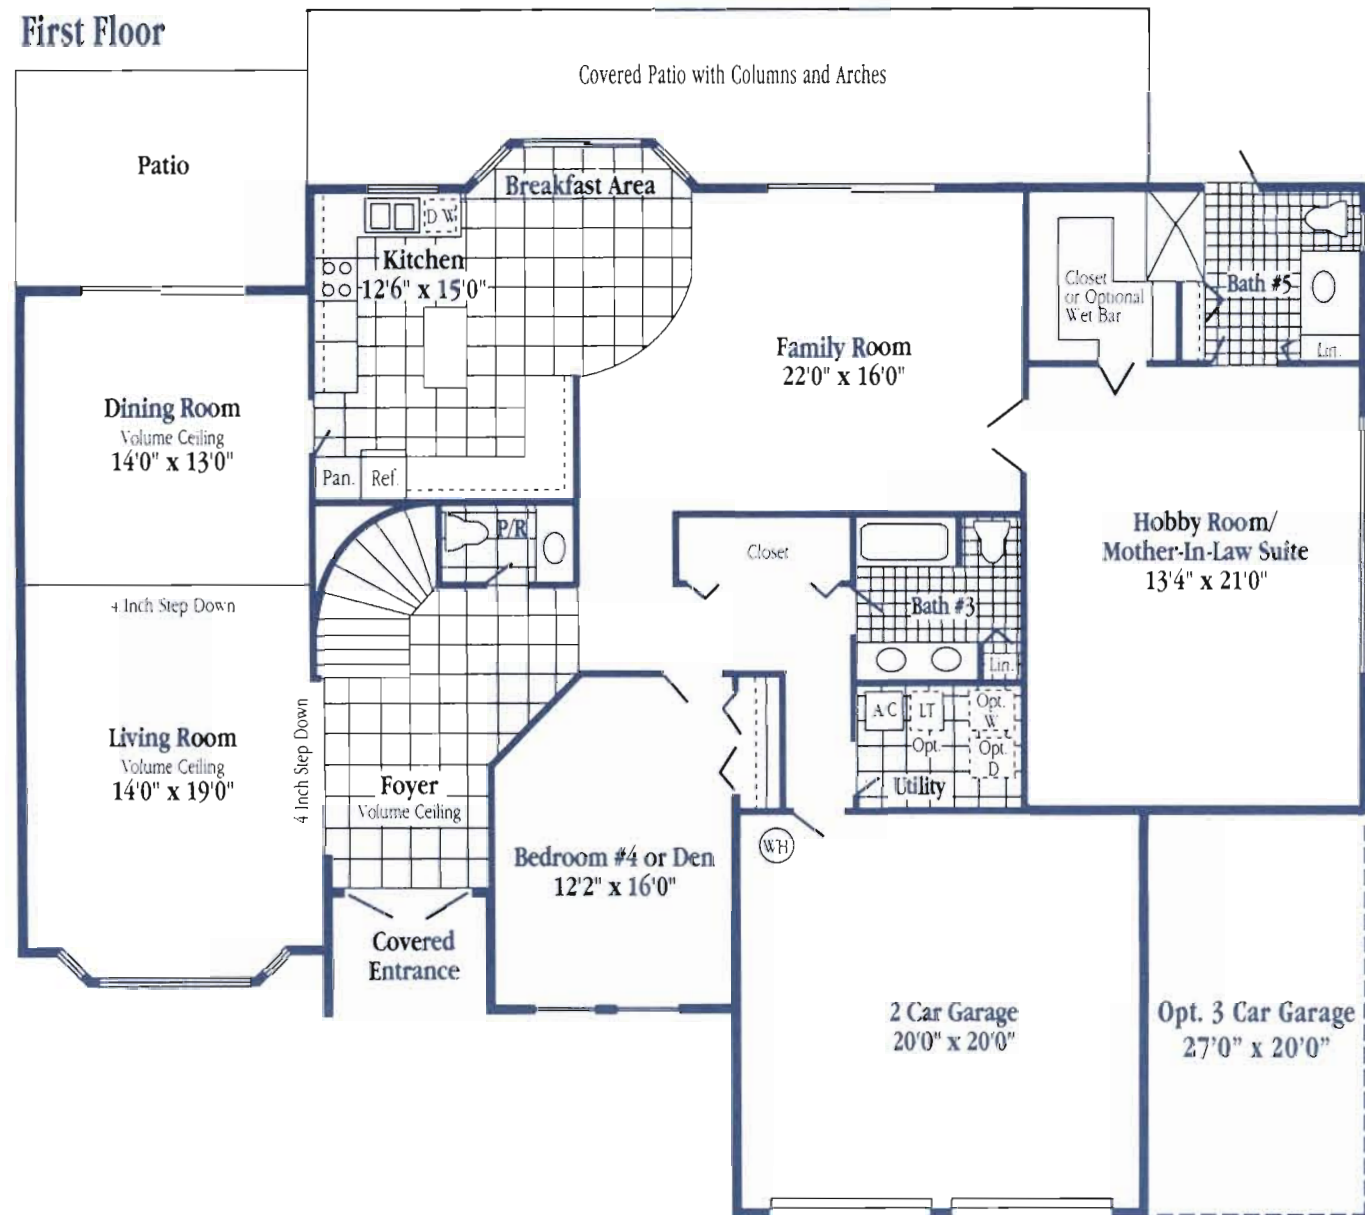 First Floor
Covered Patio with Columns and Arches
Patio
Breakfast Area
D W
Kitchen
12'6" x 15'0"
Closet
or Optional
Wet Bar
Bath #5
Lin.
Family Room
22'0" x 16'0"
Dining Room
Volume Ceiling
14'0" x 13'0"
Pan.
Ref.
P/R
Closet
Hobby Room/
Mother-In-Law Suite
13'4" x 21'0"
4 Inch Step Down
Bath #3
Lin.
A/C
LT
Opt.
W
Opt.
Opt.
D
Utility
Living Room
Volume Ceiling
14'0" x 19'0"
4 Inch Step Down
Foyer
Volume Ceiling
WH
Bedroom #4 or Den
12'2" x 16'0"
Covered
Entrance
2 Car Garage
20'0" x 20'0"
Opt. 3 Car Garage
27'0" x 20'0"